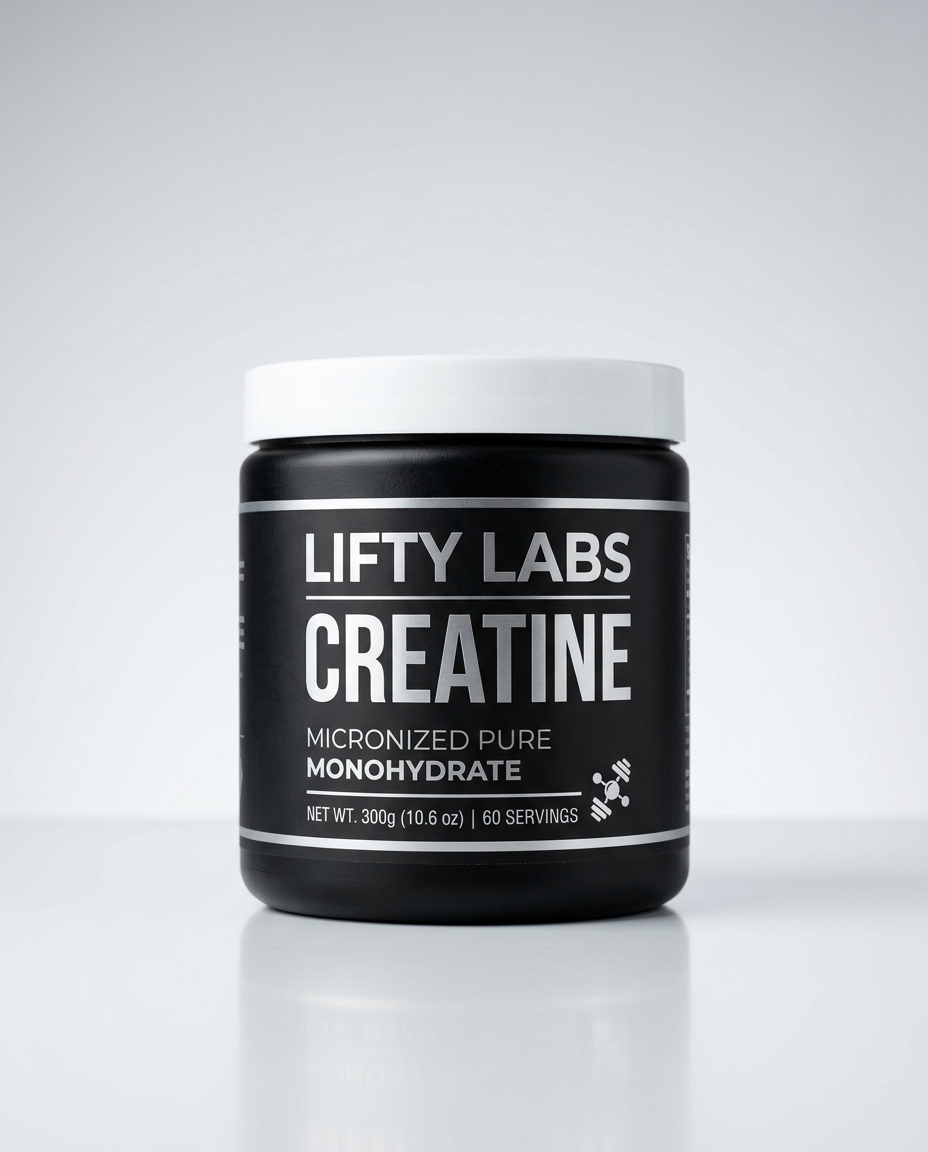 LIFTY LABS
CREATINE
MICRONIZED PURE
MONOHYDRATE
NET WT. 300g (10.6 oz) | 60 SERVINGS